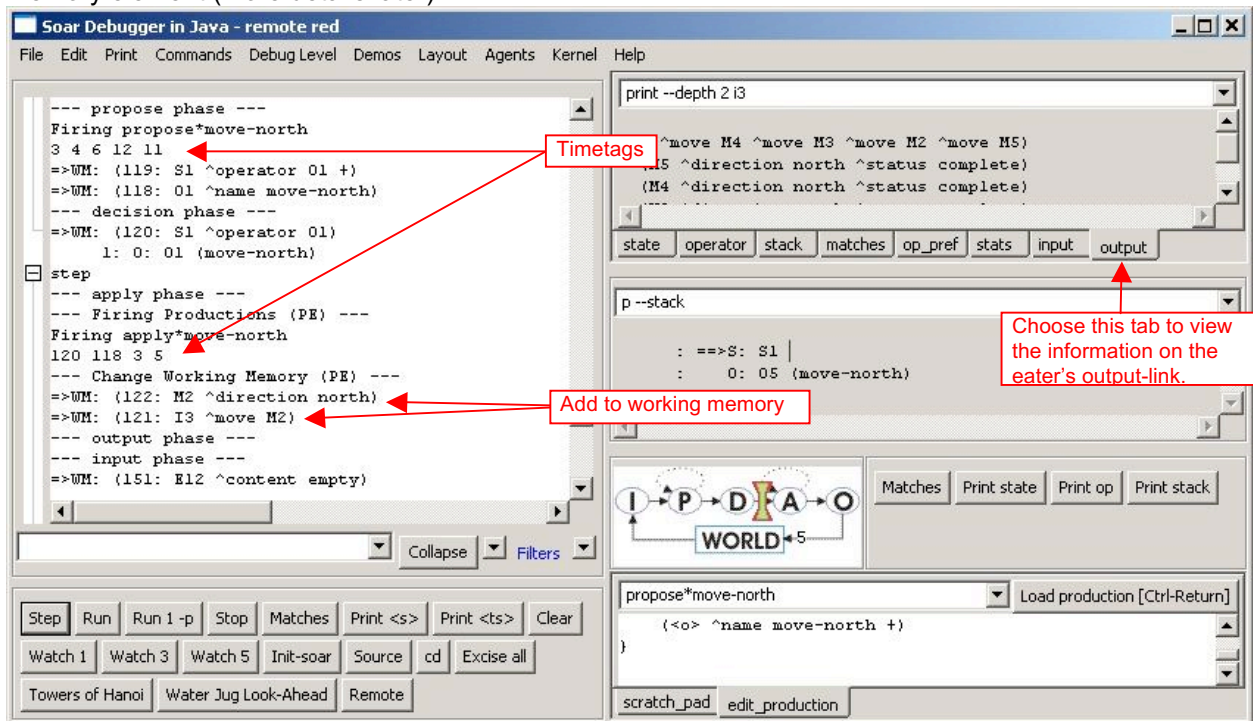 Soar Debugger in Java - remote red
File Edit Print Commands Debug Level Demos Layout Agents Kernel Help
--- propose phase ---
Firing propose*move-north
3 4 6 12 11
=>WM: (119: S1 ^operator O1 +)
=>WM: (118: O1 ^name move-north)
--- decision phase ---
=>WM: (120: S1 ^operator O1)
1: O: O1 (move-north)
step
--- apply phase ---
--- Firing Productions (PE) ---
Firing apply*move-north
120 118 3 5
--- Change Working Memory (PE) ---
=>WM: (122: M2 ^direction north)
=>WM: (121: I3 ^move M2)
--- output phase ---
--- input phase ---
=>WM: (151: E12 ^content empty)
Timetags
Add to working memory
Collapse Filters
Step Run Run 1 -p Stop Matches Print <s> Print <ts> Clear
Watch 1 Watch 3 Watch 5 Init-soar Source cd Excise all
Towers of Hanoi Water Jug Look-Ahead Remote
print --depth 2 i3
^move M4 ^move M3 ^move M2 ^move M5)
^direction north ^status complete)
(M4 ^direction north ^status complete)
state operator stack matches op_pref stats input output
p --stack
: ==>S: S1
: O: O5 (move-north)
Choose this tab to view
the information on the
eater's output-link.
I P D A O
WORLD 5
Matches Print state Print op Print stack
propose*move-north Load production [Ctrl-Return]
(<o> ^name move-north +)
}
scratch_pad edit_production